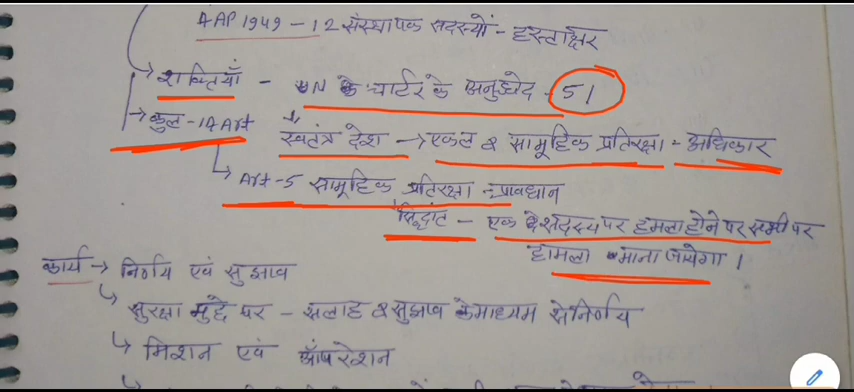 4 AAP 1949 - 12 संस्थापक सदस्यों - हस्ताक्षर
शक्तियाँ - UN के चार्टर के अनुच्छेद - 51
कुल - 14 Art
स्वतंत्र देश → एकल & सामूहिक प्रतिरक्षा - अधिकार
Art - 5 सामूहिक प्रतिरक्षा - प्रावधान
सिद्धांत - एक देश सदस्य पर हमला होने पर सभी पर
हामला माना जायेगा।
कार्य → निर्णय एवं सुझाव
सुरक्षा मुद्दे पर - सलाह & सुझाव के माध्यम से निर्णय
मिशन एवं ऑपरेशन